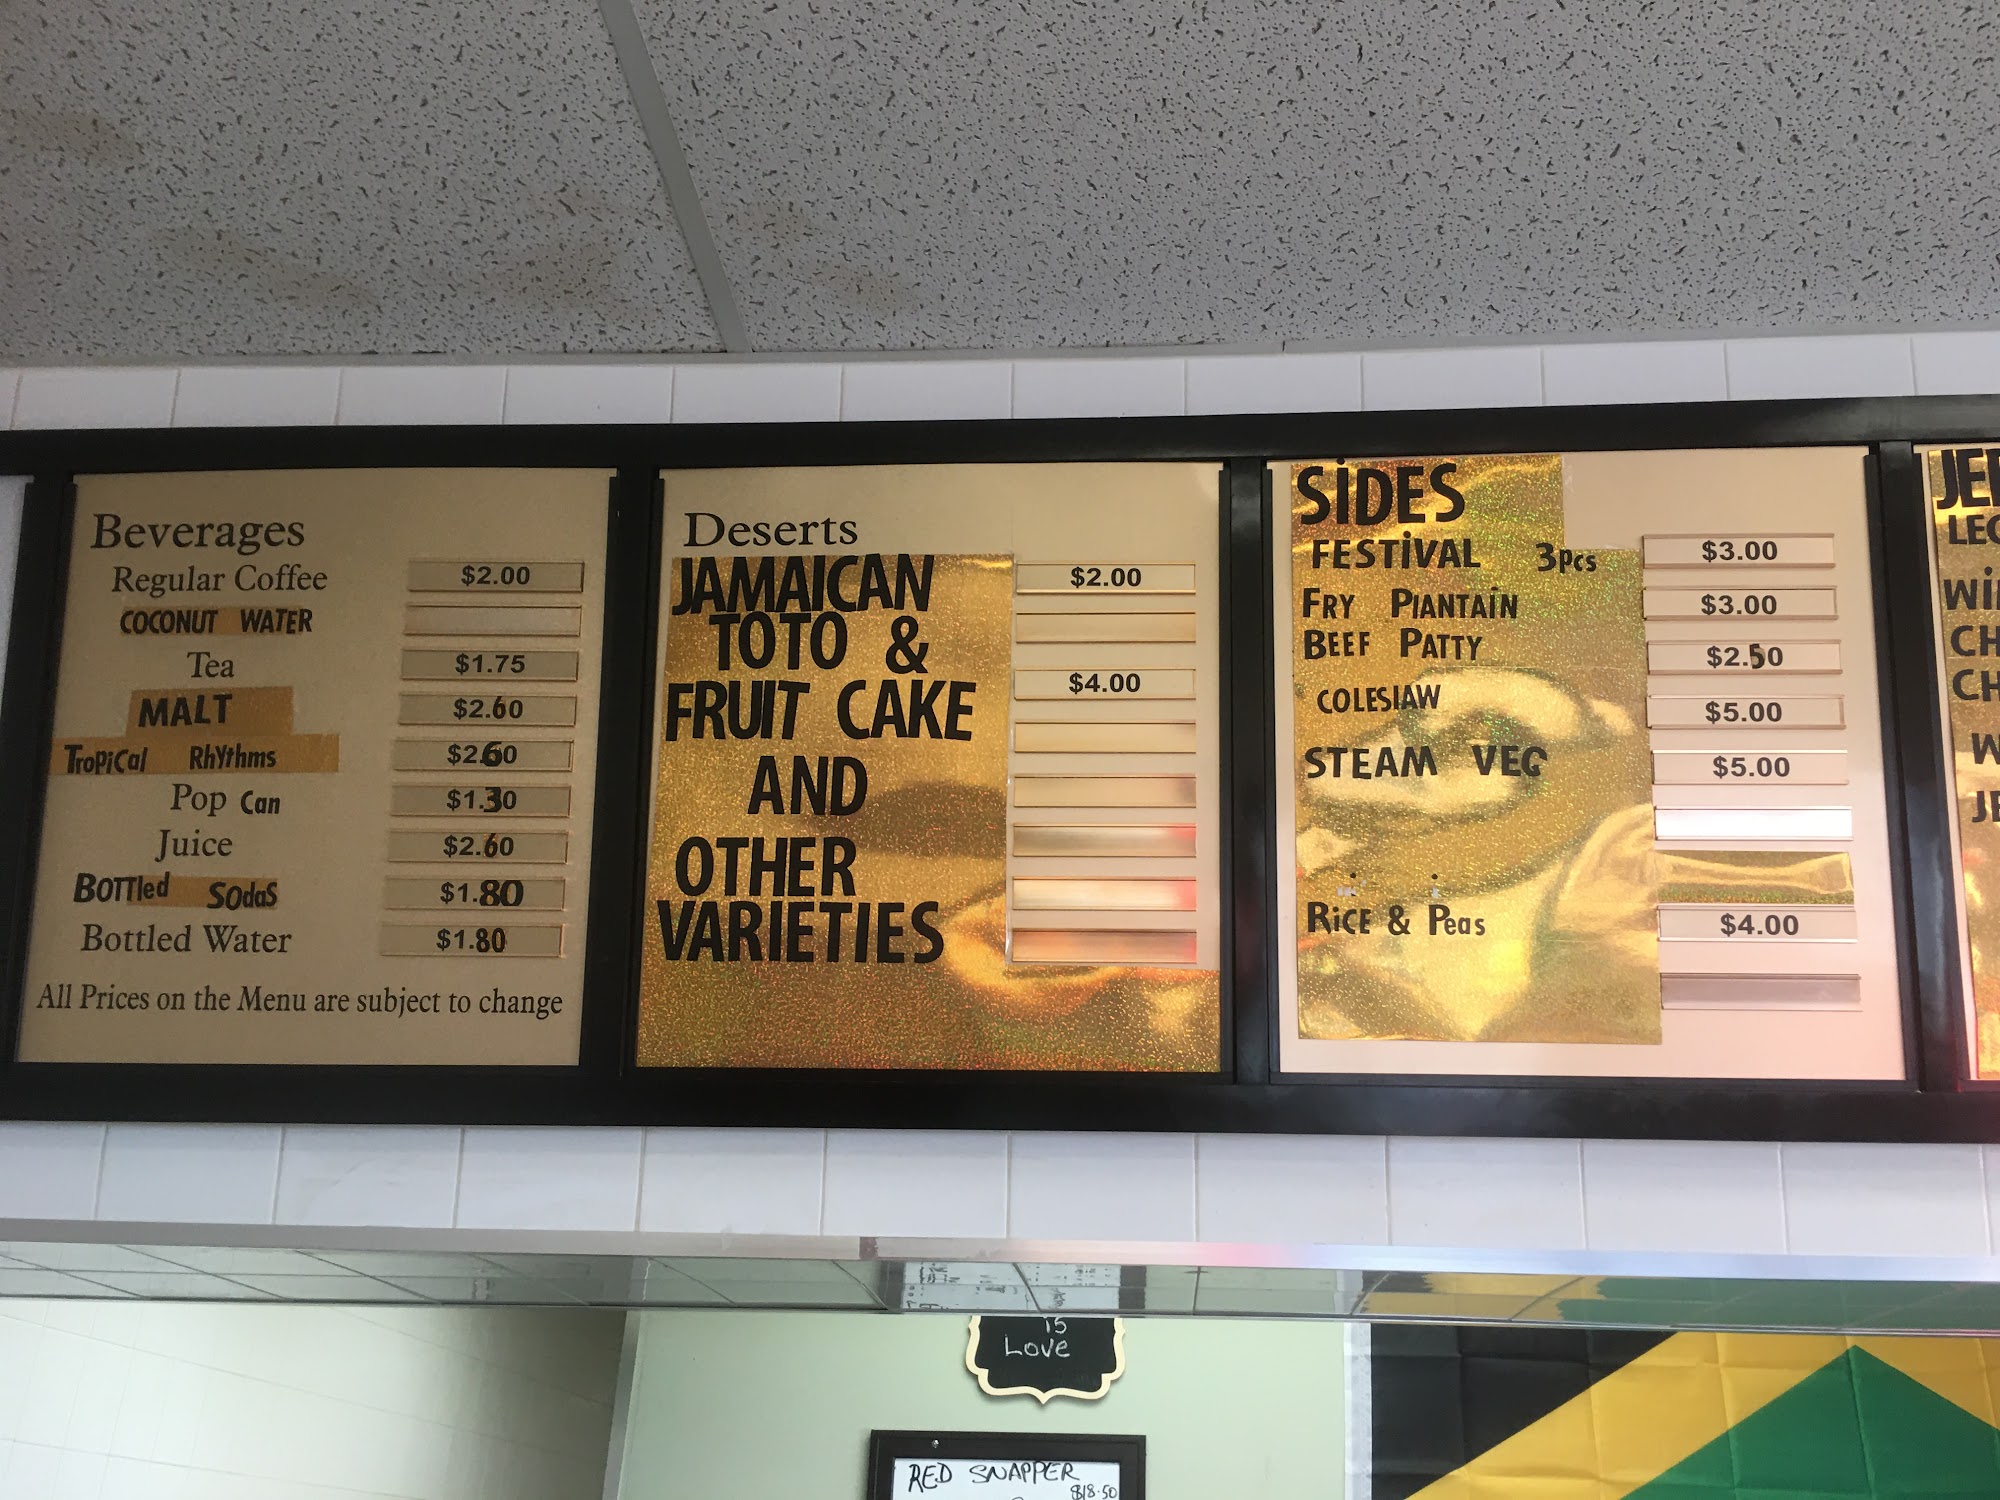 Beverages
Regular Coffee $2.00
COCONUT WATER
Tea $1.75
MALT $2.60
TROPiCal RhYthms $2.60
Pop Can $1.30
Juice $2.60
BOTTled SOdaS $1.80
Bottled Water $1.80
All Prices on the Menu are subject to change
Deserts
JAMAICAN $2.00
TOTO &
FRUIT CAKE $4.00
AND
OTHER
VARIETIES
SiDES
FESTiVAL 3pcs $3.00
FRY PIANTAiN $3.00
BEEF PATTY $2.50
COLESIAW $5.00
STEAM VEG $5.00
RiCE & Peas $4.00
is
Love
RED SNAPPER
$18.50